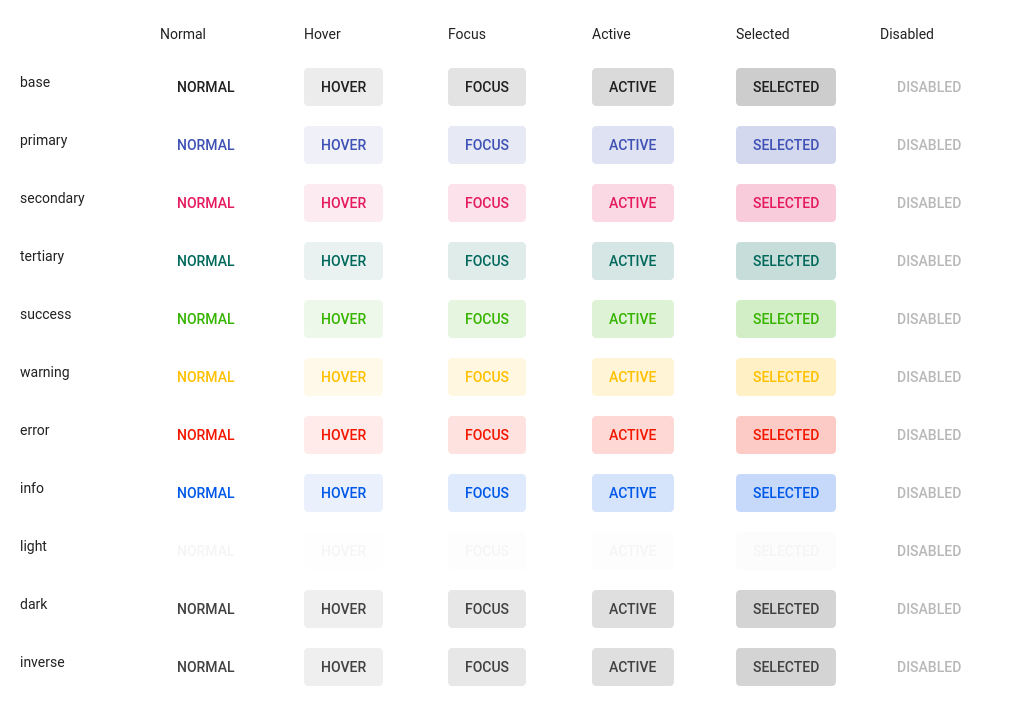 Normal Hover Focus Active Selected Disabled
base NORMAL HOVER FOCUS ACTIVE SELECTED DISABLED
primary NORMAL HOVER FOCUS ACTIVE SELECTED DISABLED
secondary NORMAL HOVER FOCUS ACTIVE SELECTED DISABLED
tertiary NORMAL HOVER FOCUS ACTIVE SELECTED DISABLED
success NORMAL HOVER FOCUS ACTIVE SELECTED DISABLED
warning NORMAL HOVER FOCUS ACTIVE SELECTED DISABLED
error NORMAL HOVER FOCUS ACTIVE SELECTED DISABLED
info NORMAL HOVER FOCUS ACTIVE SELECTED DISABLED
light NORMAL HOVER FOCUS ACTIVE SELECTED DISABLED
dark NORMAL HOVER FOCUS ACTIVE SELECTED DISABLED
inverse NORMAL HOVER FOCUS ACTIVE SELECTED DISABLED